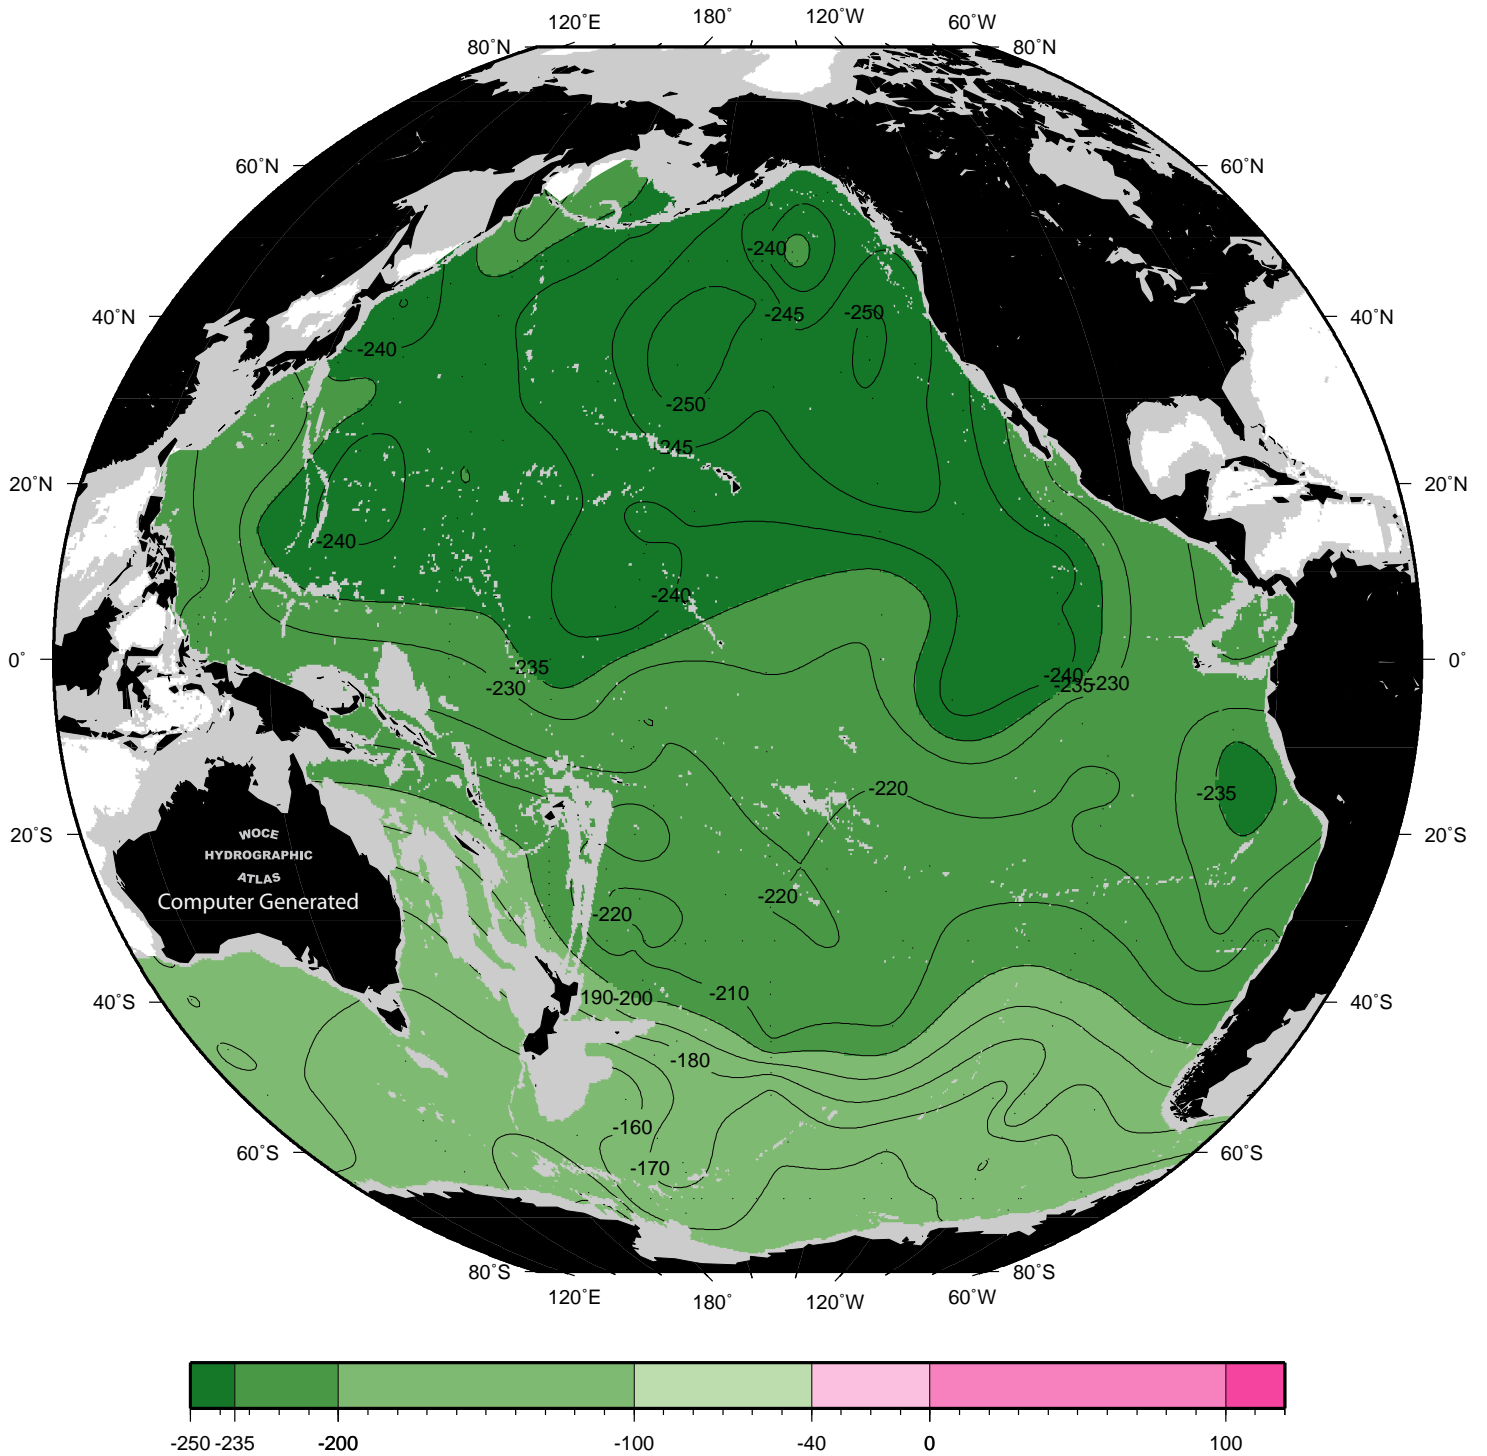 120˚E 180˚ 120˚W 60˚W
80˚N 80˚N
60˚N 60˚N
-240
-245 -250
40˚N 40˚N
-240
-250
-245
20˚N 20˚N
-240
-240
0˚ 0˚
-235
-230
-240
-235 -230
-220 -235
20˚S 20˚S
WOCE
HYDROGRAPHIC
ATLAS
Computer Generated
-220
-220
-210
190 -200
40˚S 40˚S
-180
-160
-170
60˚S 60˚S
80˚S 80˚S
120˚E 180˚ 120˚W 60˚W
-250 -235 -200 -100 -40 0 100